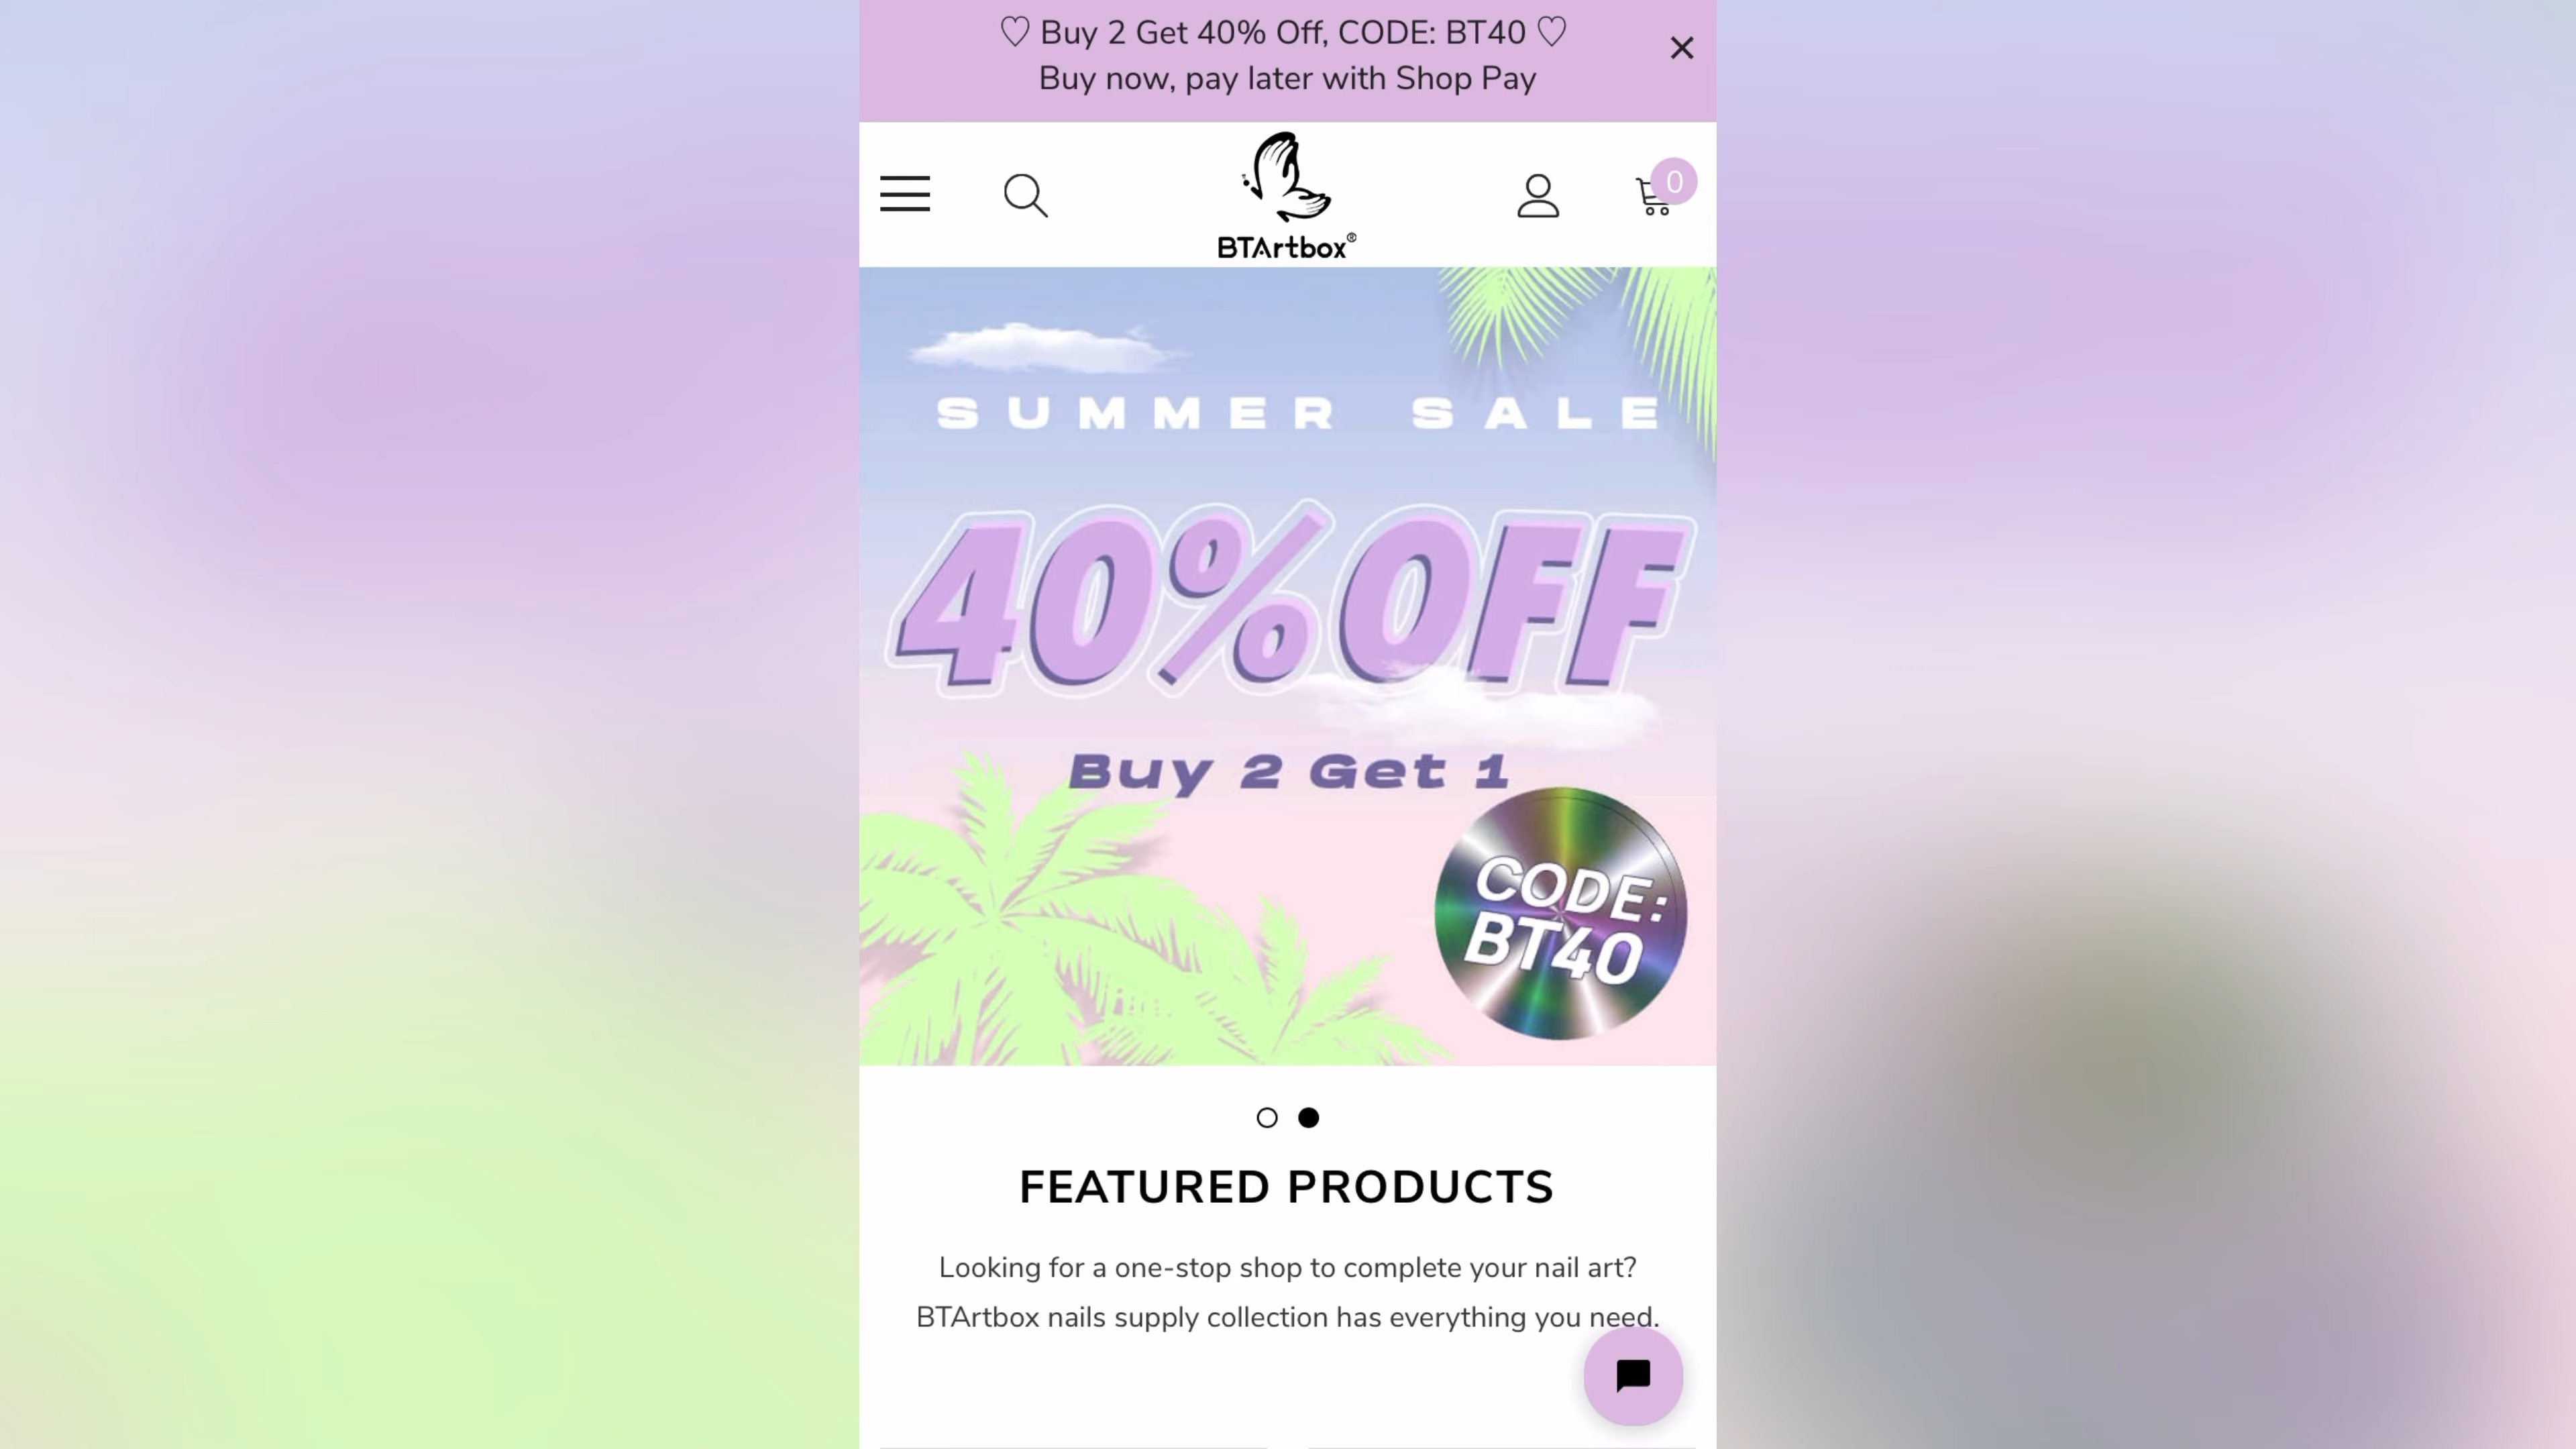 ♡ Buy 2 Get 40% Off, CODE: BT40 ♡
Buy now, pay later with Shop Pay
0
BTArtbox®
SUMMER SALE
40%OFF
Buy 2 Get 1
CODE:
BT40
FEATURED PRODUCTS
Looking for a one-stop shop to complete your nail art?
BTArtbox nails supply collection has everything you need.